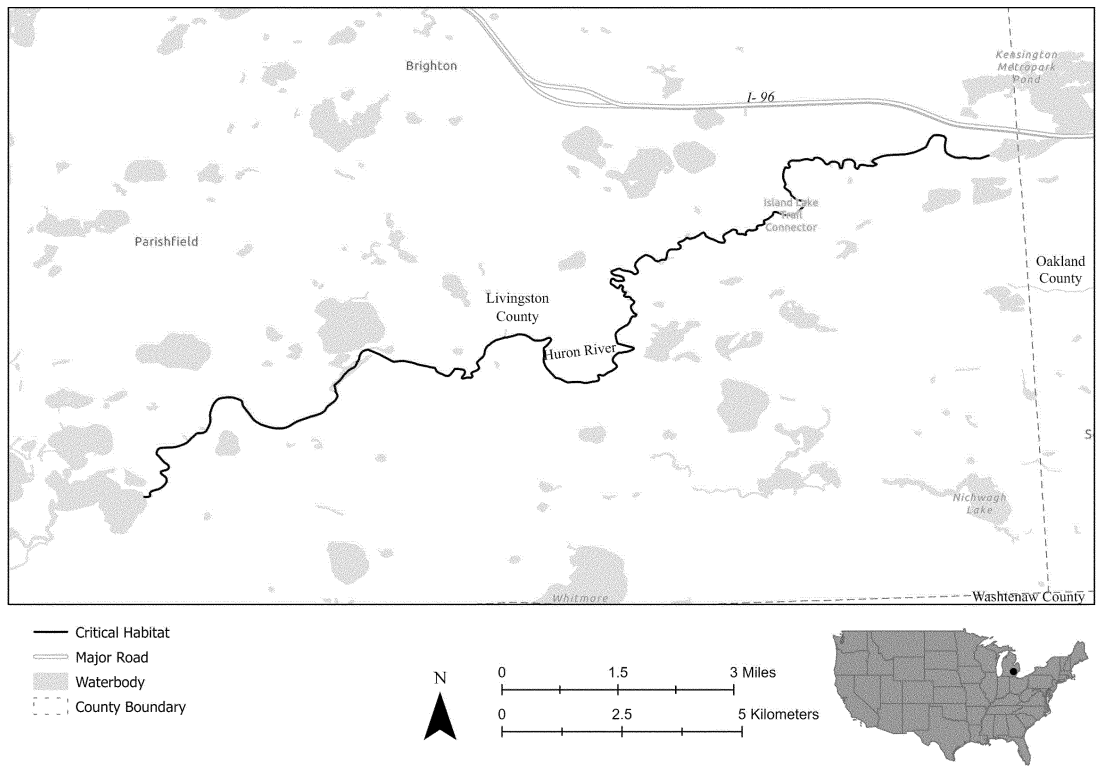 Brighton
Kensington
Metropark
Pond
I- 96
Island Lake
Trail
Connector
Parishfield
Oakland
County
Livingston
County
Huron River
S
Nichwagh
Lake
Whitmore
Washtenaw County
Critical Habitat
Major Road
Waterbody
County Boundary
N
0 1.5 3 Miles
0 2.5 5 Kilometers